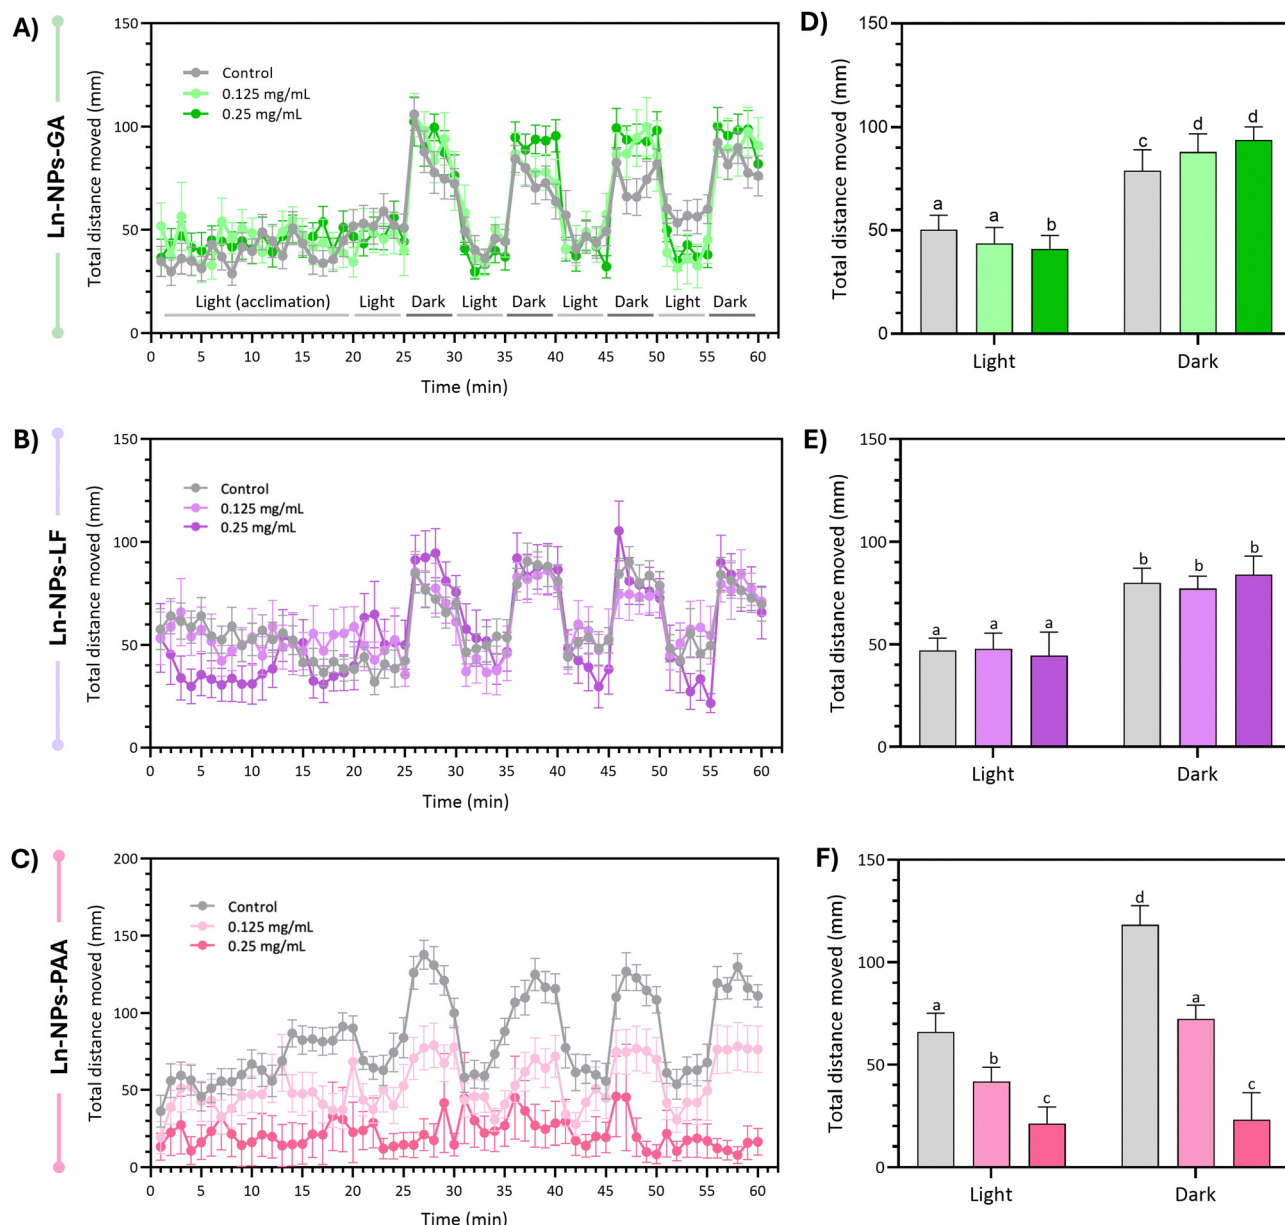 A)
Ln-NPs-GA
Total distance moved (mm)
150
100
50
0
Control
0.125 mg/mL
0.25 mg/mL
Light (acclimation) Light Dark Light Dark Light Dark Light Dark
0 5 10 15 20 25 30 35 40 45 50 55 60
Time (min)
D)
Total distance moved (mm)
150
100
50
0
a a b c d d
Light Dark
B)
Ln-NPs-LF
Total distance moved (mm)
150
100
50
0
Control
0.125 mg/mL
0.25 mg/mL
0 5 10 15 20 25 30 35 40 45 50 55 60
Time (min)
E)
Total distance moved (mm)
150
100
50
0
a a a b b b
Light Dark
C)
Ln-NPs-PAA
Total distance moved (mm)
200
150
100
50
0
Control
0.125 mg/mL
0.25 mg/mL
0 5 10 15 20 25 30 35 40 45 50 55 60
Time (min)
F)
Total distance moved (mm)
150
100
50
0
a b c d a c
Light Dark